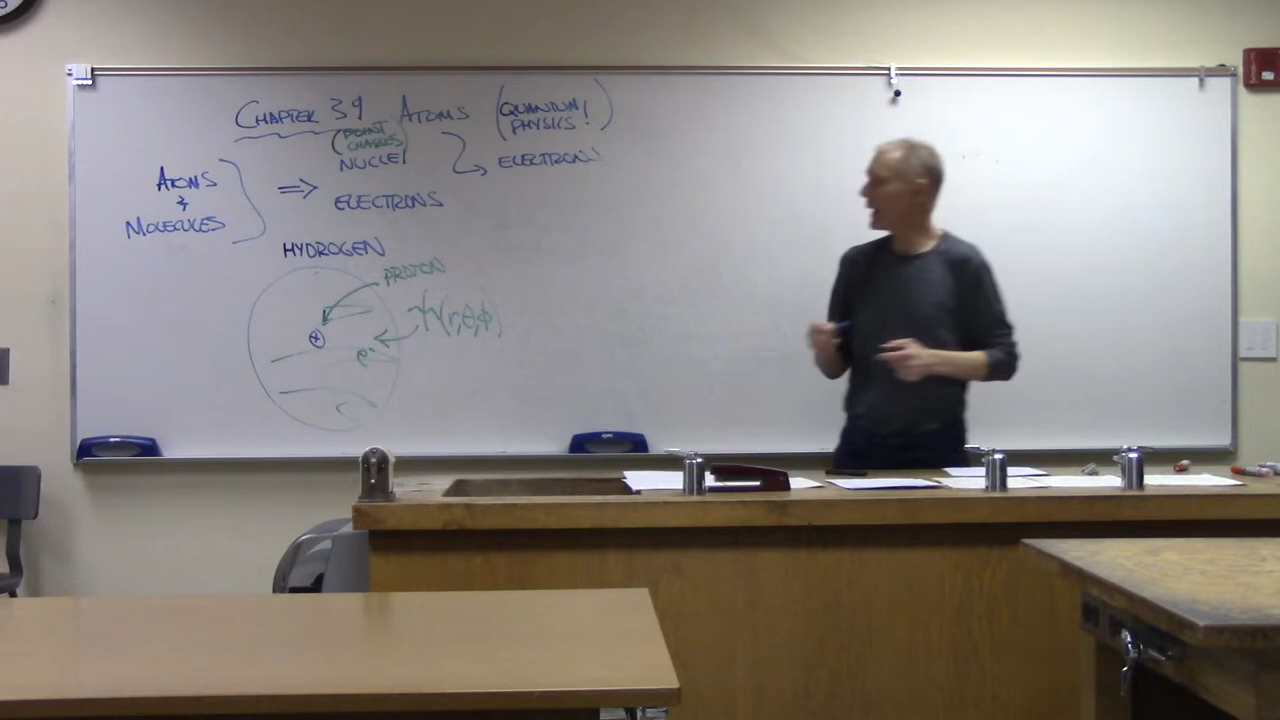 CHAPTER 39 ATOMS (QUANTUM PHYSICS!)
(POINT CHARGES)
NUCLEI
ELECTRONS
ATOMS & MOLECULES
⇒ ELECTRONS
HYDROGEN
PROTON
⊕
e⁻
ψ(r,θ,ϕ)